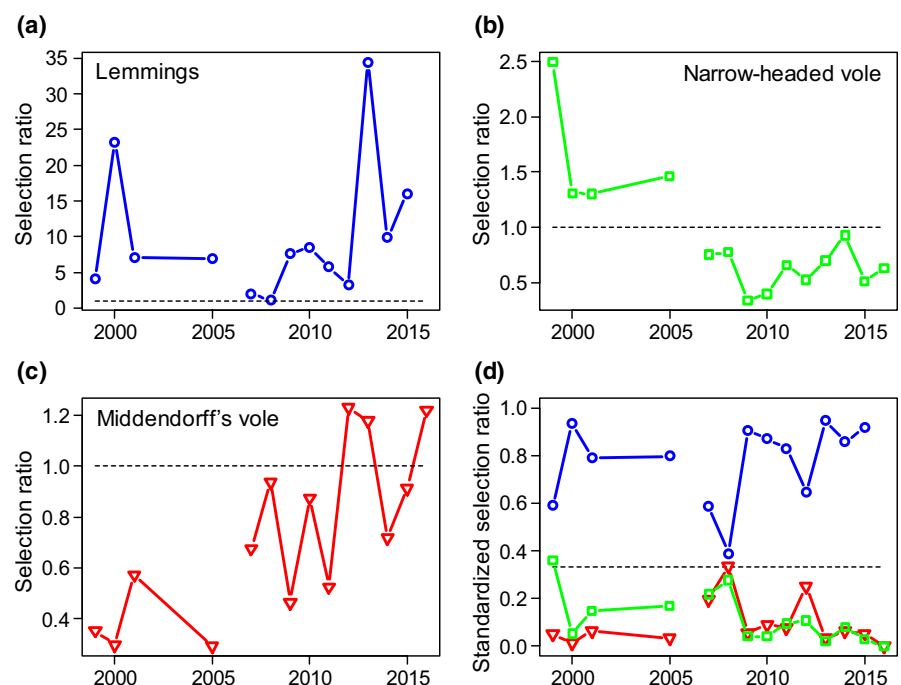 (a)
Lemmings
Selection ratio
35
30
25
20
15
10
5
0
2000 2005 2010 2015
(b)
Narrow-headed vole
Selection ratio
2.5
2.0
1.5
1.0
0.5
2000 2005 2010 2015
(c)
Middendorff's vole
Selection ratio
1.2
1.0
0.8
0.6
0.4
2000 2005 2010 2015
(d)
Standardized selection ratio
1.0
0.8
0.6
0.4
0.2
0.0
2000 2005 2010 2015